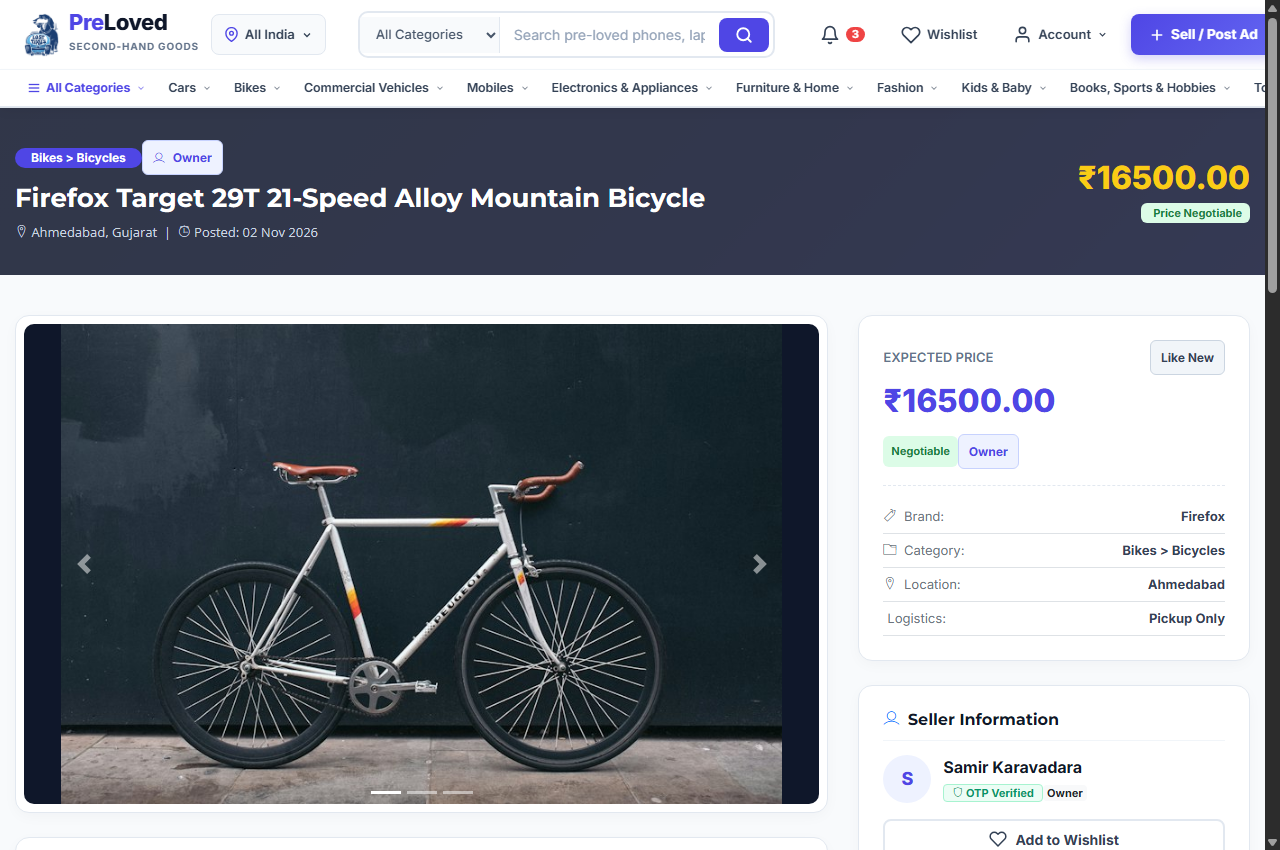 PreLoved
SECOND-HAND GOODS
All India
All Categories
Search pre-loved phones, lap
3
Wishlist
Account
Sell / Post Ad
All Categories
Cars
Bikes
Commercial Vehicles
Mobiles
Electronics & Appliances
Furniture & Home
Fashion
Kids & Baby
Books, Sports & Hobbies
Bikes > Bicycles
Owner
Firefox Target 29T 21-Speed Alloy Mountain Bicycle
Ahmedabad, Gujarat | Posted: 02 Nov 2026
₹16500.00
Price Negotiable
PEUGEOT
EXPECTED PRICE
Like New
₹16500.00
Negotiable
Owner
Brand: Firefox
Category: Bikes > Bicycles
Location: Ahmedabad
Logistics: Pickup Only
Seller Information
S
Samir Karavadara
OTP Verified Owner
Add to Wishlist